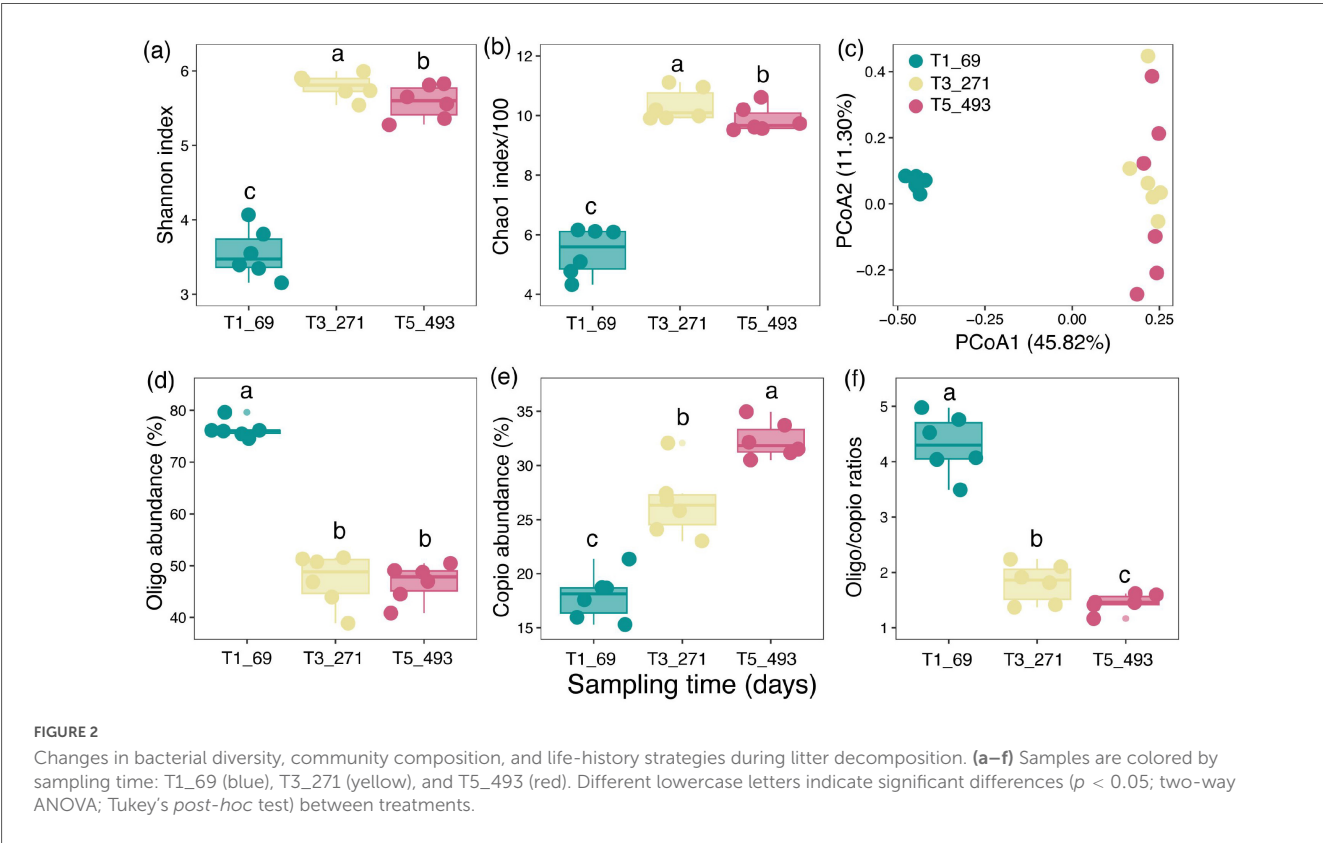 (a)
Shannon index
6
5
4
3
c
a
b
T1_69
T3_271
T5_493
(b)
Chao1 index/100
12
10
8
6
4
c
a
b
T1_69
T3_271
T5_493
(c)
T1_69
T3_271
T5_493
PCoA2 (11.30%)
0.4
0.2
0.0
−0.2
−0.50
−0.25
0.00
0.25
PCoA1 (45.82%)
(d)
Oligo abundance (%)
80
70
60
50
40
a
b
b
T1_69
T3_271
T5_493
(e)
Copio abundance (%)
35
30
25
20
15
c
b
a
T1_69
T3_271
T5_493
(f)
Oligo/copio ratios
5
4
3
2
1
a
b
c
T1_69
T3_271
T5_493
Sampling time (days)
FIGURE 2
Changes in bacterial diversity, community composition, and life-history strategies during litter decomposition. (a–f) Samples are colored by
sampling time: T1_69 (blue), T3_271 (yellow), and T5_493 (red). Different lowercase letters indicate significant differences (p < 0.05; two-way
ANOVA; Tukey's post-hoc test) between treatments.